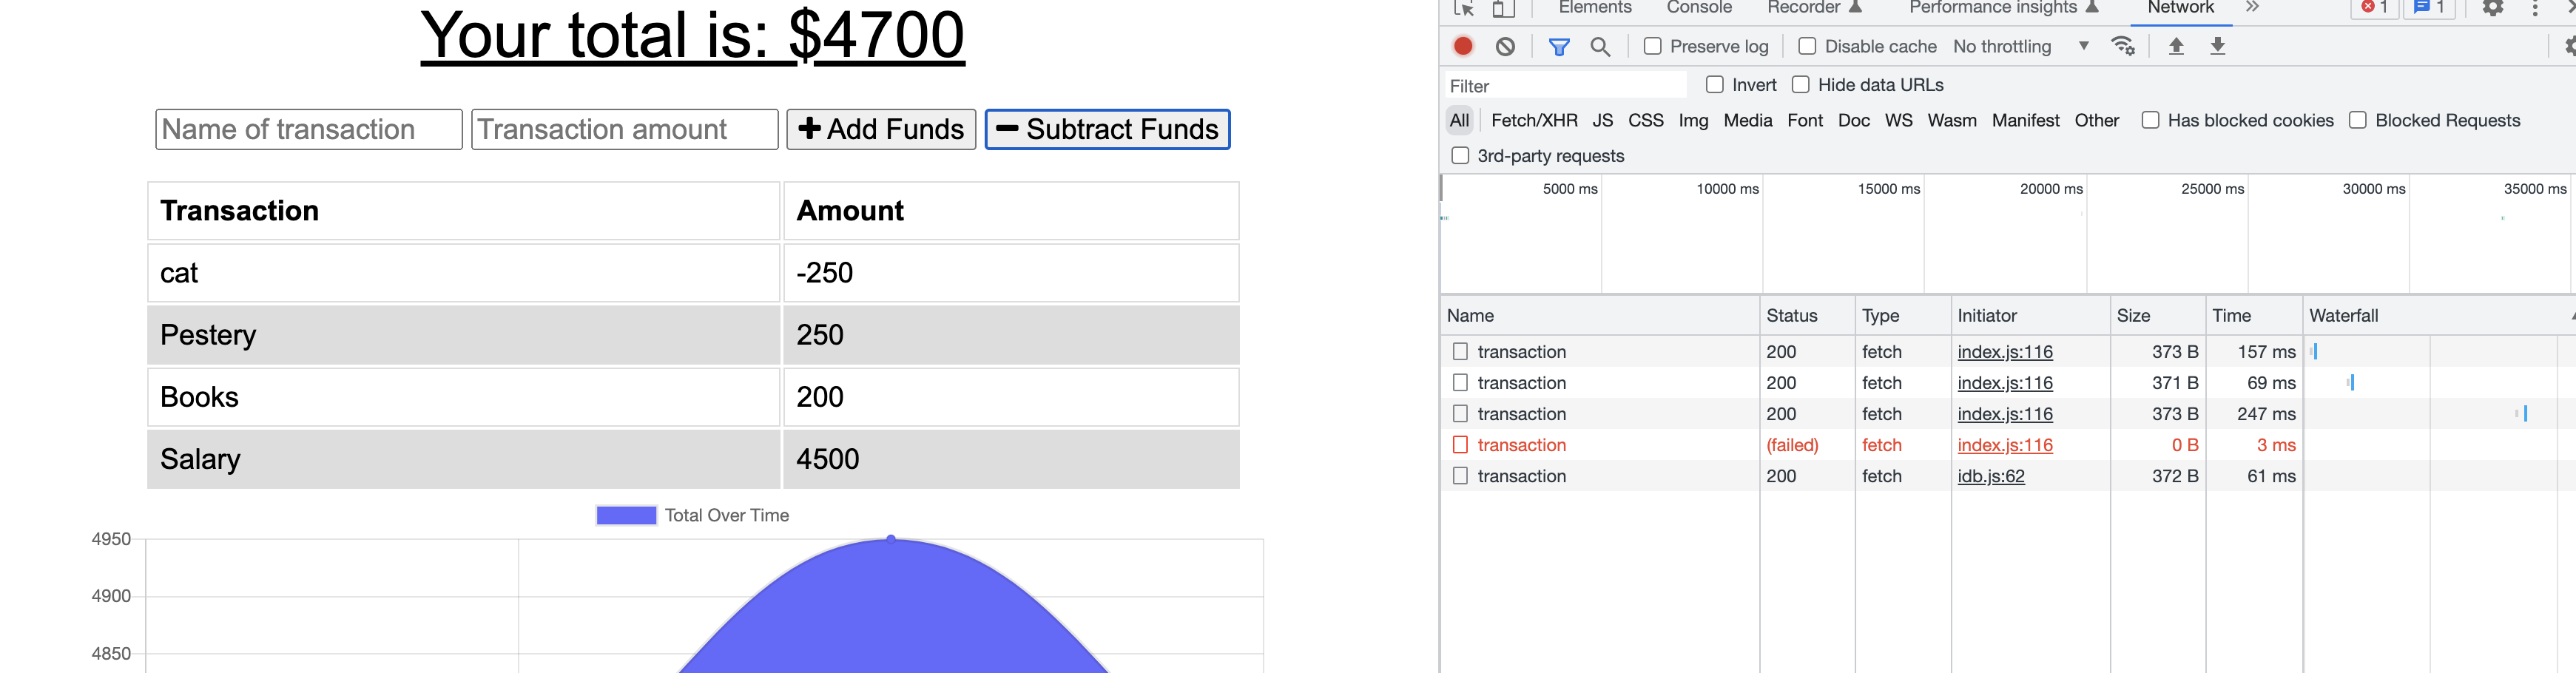 Your total is: $4700
Name of transaction Transaction amount Add Funds Subtract Funds
Transaction Amount
cat -250
Pestery 250
Books 200
Salary 4500
Total Over Time
4950
4900
4850
Elements Console Recorder Performance insights Network 1 1
Preserve log Disable cache No throttling
Filter Invert Hide data URLs
All Fetch/XHR JS CSS Img Media Font Doc WS Wasm Manifest Other Has blocked cookies Blocked Requests
3rd-party requests
5000 ms 10000 ms 15000 ms 20000 ms 25000 ms 30000 ms 35000 ms
Name Status Type Initiator Size Time Waterfall
transaction 200 fetch index.js:116 373 B 157 ms
transaction 200 fetch index.js:116 371 B 69 ms
transaction 200 fetch index.js:116 373 B 247 ms
transaction (failed) fetch index.js:116 0 B 3 ms
transaction 200 fetch idb.js:62 372 B 61 ms